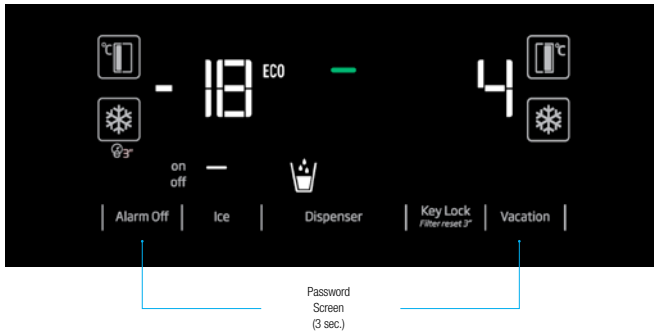 °C
°C
-18
ECO
4
3"
on
off
Alarm Off
Ice
Dispenser
Key Lock
Filter reset 3"
Vacation
Password
Screen
(3 sec.)